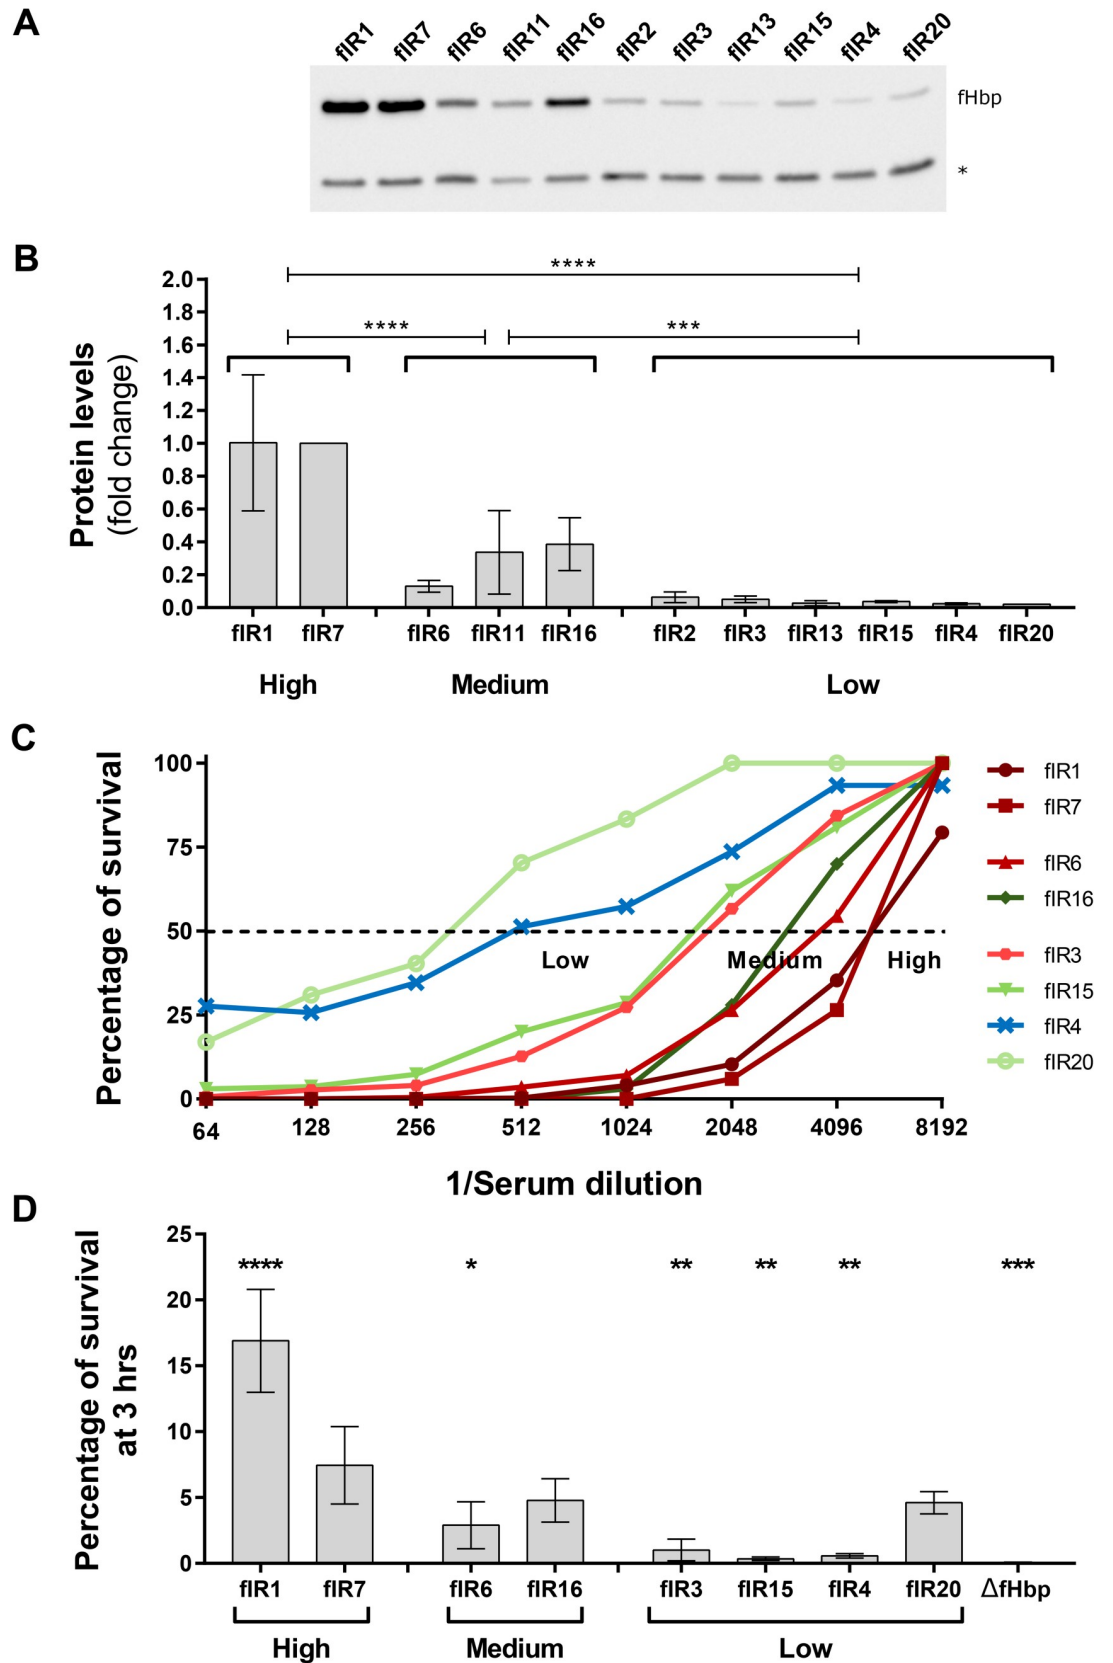 A
fIR1 fIR7 fIR6 fIR11 fIR16 fIR2 fIR3 fIR13 fIR15 fIR4 fIR20
fHbp
*
B
Protein levels
(fold change)
2.0
1.8
1.6
1.4
1.2
1.0
0.8
0.6
0.4
0.2
0.0
****
**** ***
fIR1 fIR7 fIR6 fIR11 fIR16 fIR2 fIR3 fIR13 fIR15 fIR4 fIR20
High Medium Low
C
Percentage of survival
100
75
50
25
0
Low Medium High
64 128 256 512 1024 2048 4096 8192
1/Serum dilution
fIR1
fIR7
fIR6
fIR16
fIR3
fIR15
fIR4
fIR20
D
Percentage of survival
at 3 hrs
25
20
15
10
5
0
**** * ** ** ** ***
fIR1 fIR7 fIR6 fIR16 fIR3 fIR15 fIR4 fIR20 ΔfHbp
High Medium Low